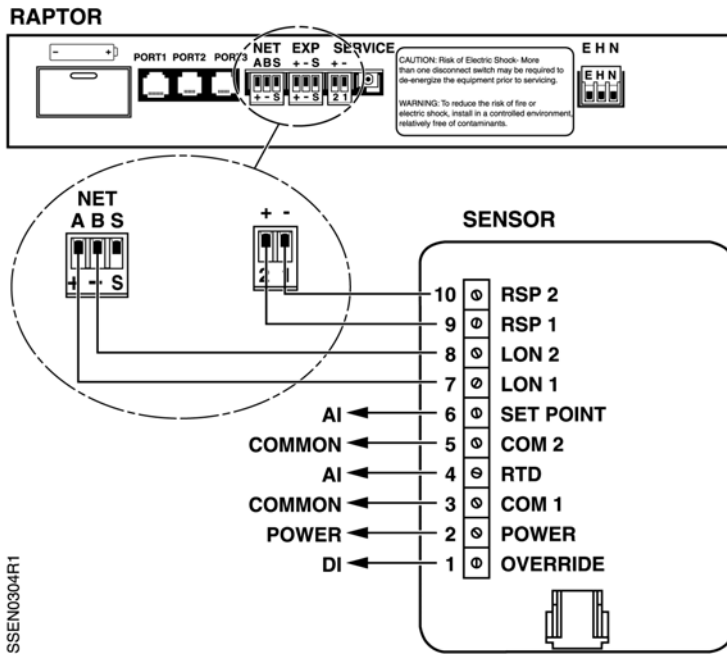 RAPTOR
- +
PORT1 PORT2 PORT3
NET EXP SERVICE
ABS + - S + -
+ - S + - S 2 1
CAUTION: Risk of Electric Shock- More
than one disconnect switch may be required to
de-energize the equipment prior to servicing.
WARNING: To reduce the risk of fire or
electric shock, install in a controlled environment,
relatively free of contaminants.
E H N
E H N
NET
A B S
+ - S
+ -
2 1
SENSOR
10 RSP 2
9 RSP 1
8 LON 2
7 LON 1
AI 6 SET POINT
COMMON 5 COM 2
AI 4 RTD
COMMON 3 COM 1
POWER 2 POWER
DI 1 OVERRIDE
SSEN0304R1